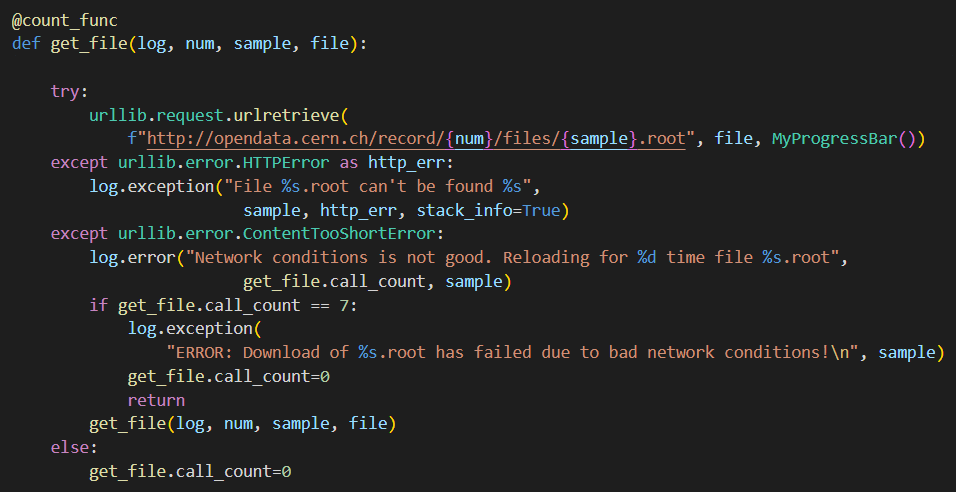 @count_func
def get_file(log, num, sample, file):
    try:
        urllib.request.urlretrieve(
            f"http://opendata.cern.ch/record/{num}/files/{sample}.root", file, MyProgressBar())
    except urllib.error.HTTPError as http_err:
        log.exception("File %s.root can't be found %s",
                        sample, http_err, stack_info=True)
    except urllib.error.ContentTooShortError:
        log.error("Network conditions is not good. Reloading for %d time file %s.root",
                        get_file.call_count, sample)
        if get_file.call_count == 7:
            log.exception(
                "ERROR: Download of %s.root has failed due to bad network conditions!\n", sample)
            get_file.call_count=0
            return
        get_file(log, num, sample, file)
    else:
        get_file.call_count=0